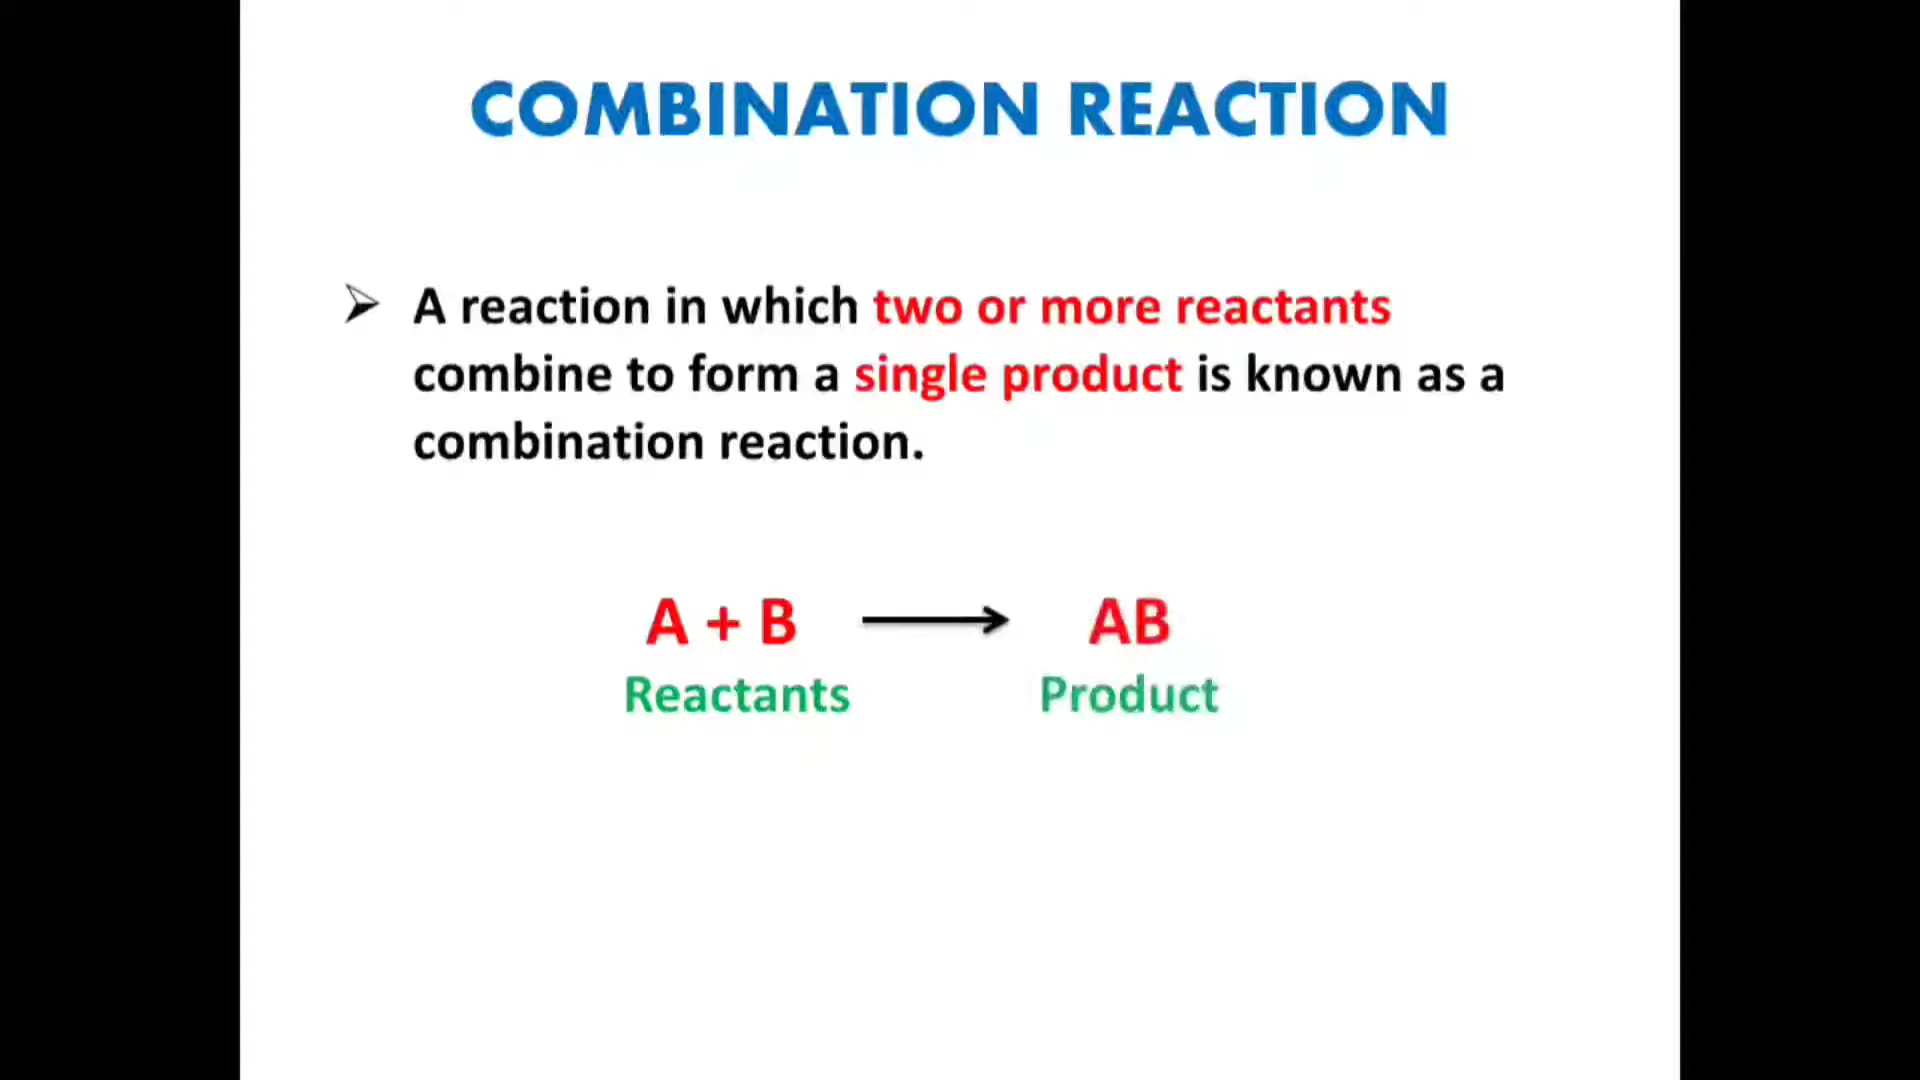 COMBINATION REACTION
➢ A reaction in which two or more reactants
combine to form a single product is known as a
combination reaction.
A + B ⟶ AB
Reactants Product